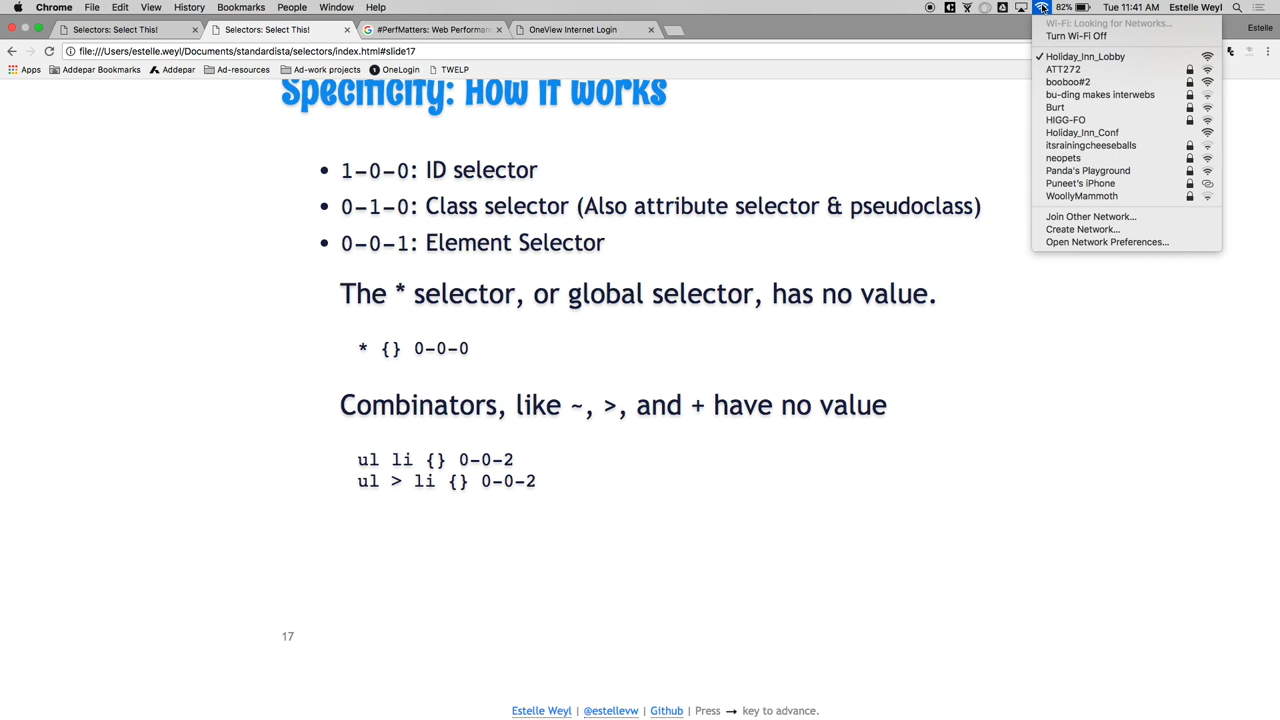 Chrome File Edit View History Bookmarks People Window Help 82% Tue 11:41 AM Estelle Weyl
Selectors: Select This! Selectors: Select This! #PerfMatters: Web Performan OneView Internet Login Estelle
file:///Users/estelle.weyl/Documents/standardista/selectors/index.html#slide17
Apps Addepar Bookmarks Addepar Ad-resources Ad-work projects OneLogin TWELP
Wi-Fi: Looking for Networks...
Turn Wi-Fi Off
Holiday_Inn_Lobby
ATT272
booboo#2
bu-ding makes interwebs
Burt
HIGG-FO
Holiday_Inn_Conf
itsrainingcheeseballs
neopets
Panda's Playground
Puneet's iPhone
WoollyMammoth
Join Other Network...
Create Network...
Open Network Preferences...
Specificity: How it works
• 1-0-0: ID selector
• 0-1-0: Class selector (Also attribute selector & pseudoclass)
• 0-0-1: Element Selector
The * selector, or global selector, has no value.
* {} 0-0-0
Combinators, like ~, >, and + have no value
ul li {} 0-0-2
ul > li {} 0-0-2
17
Estelle Weyl | @estellevw | Github | Press → key to advance.